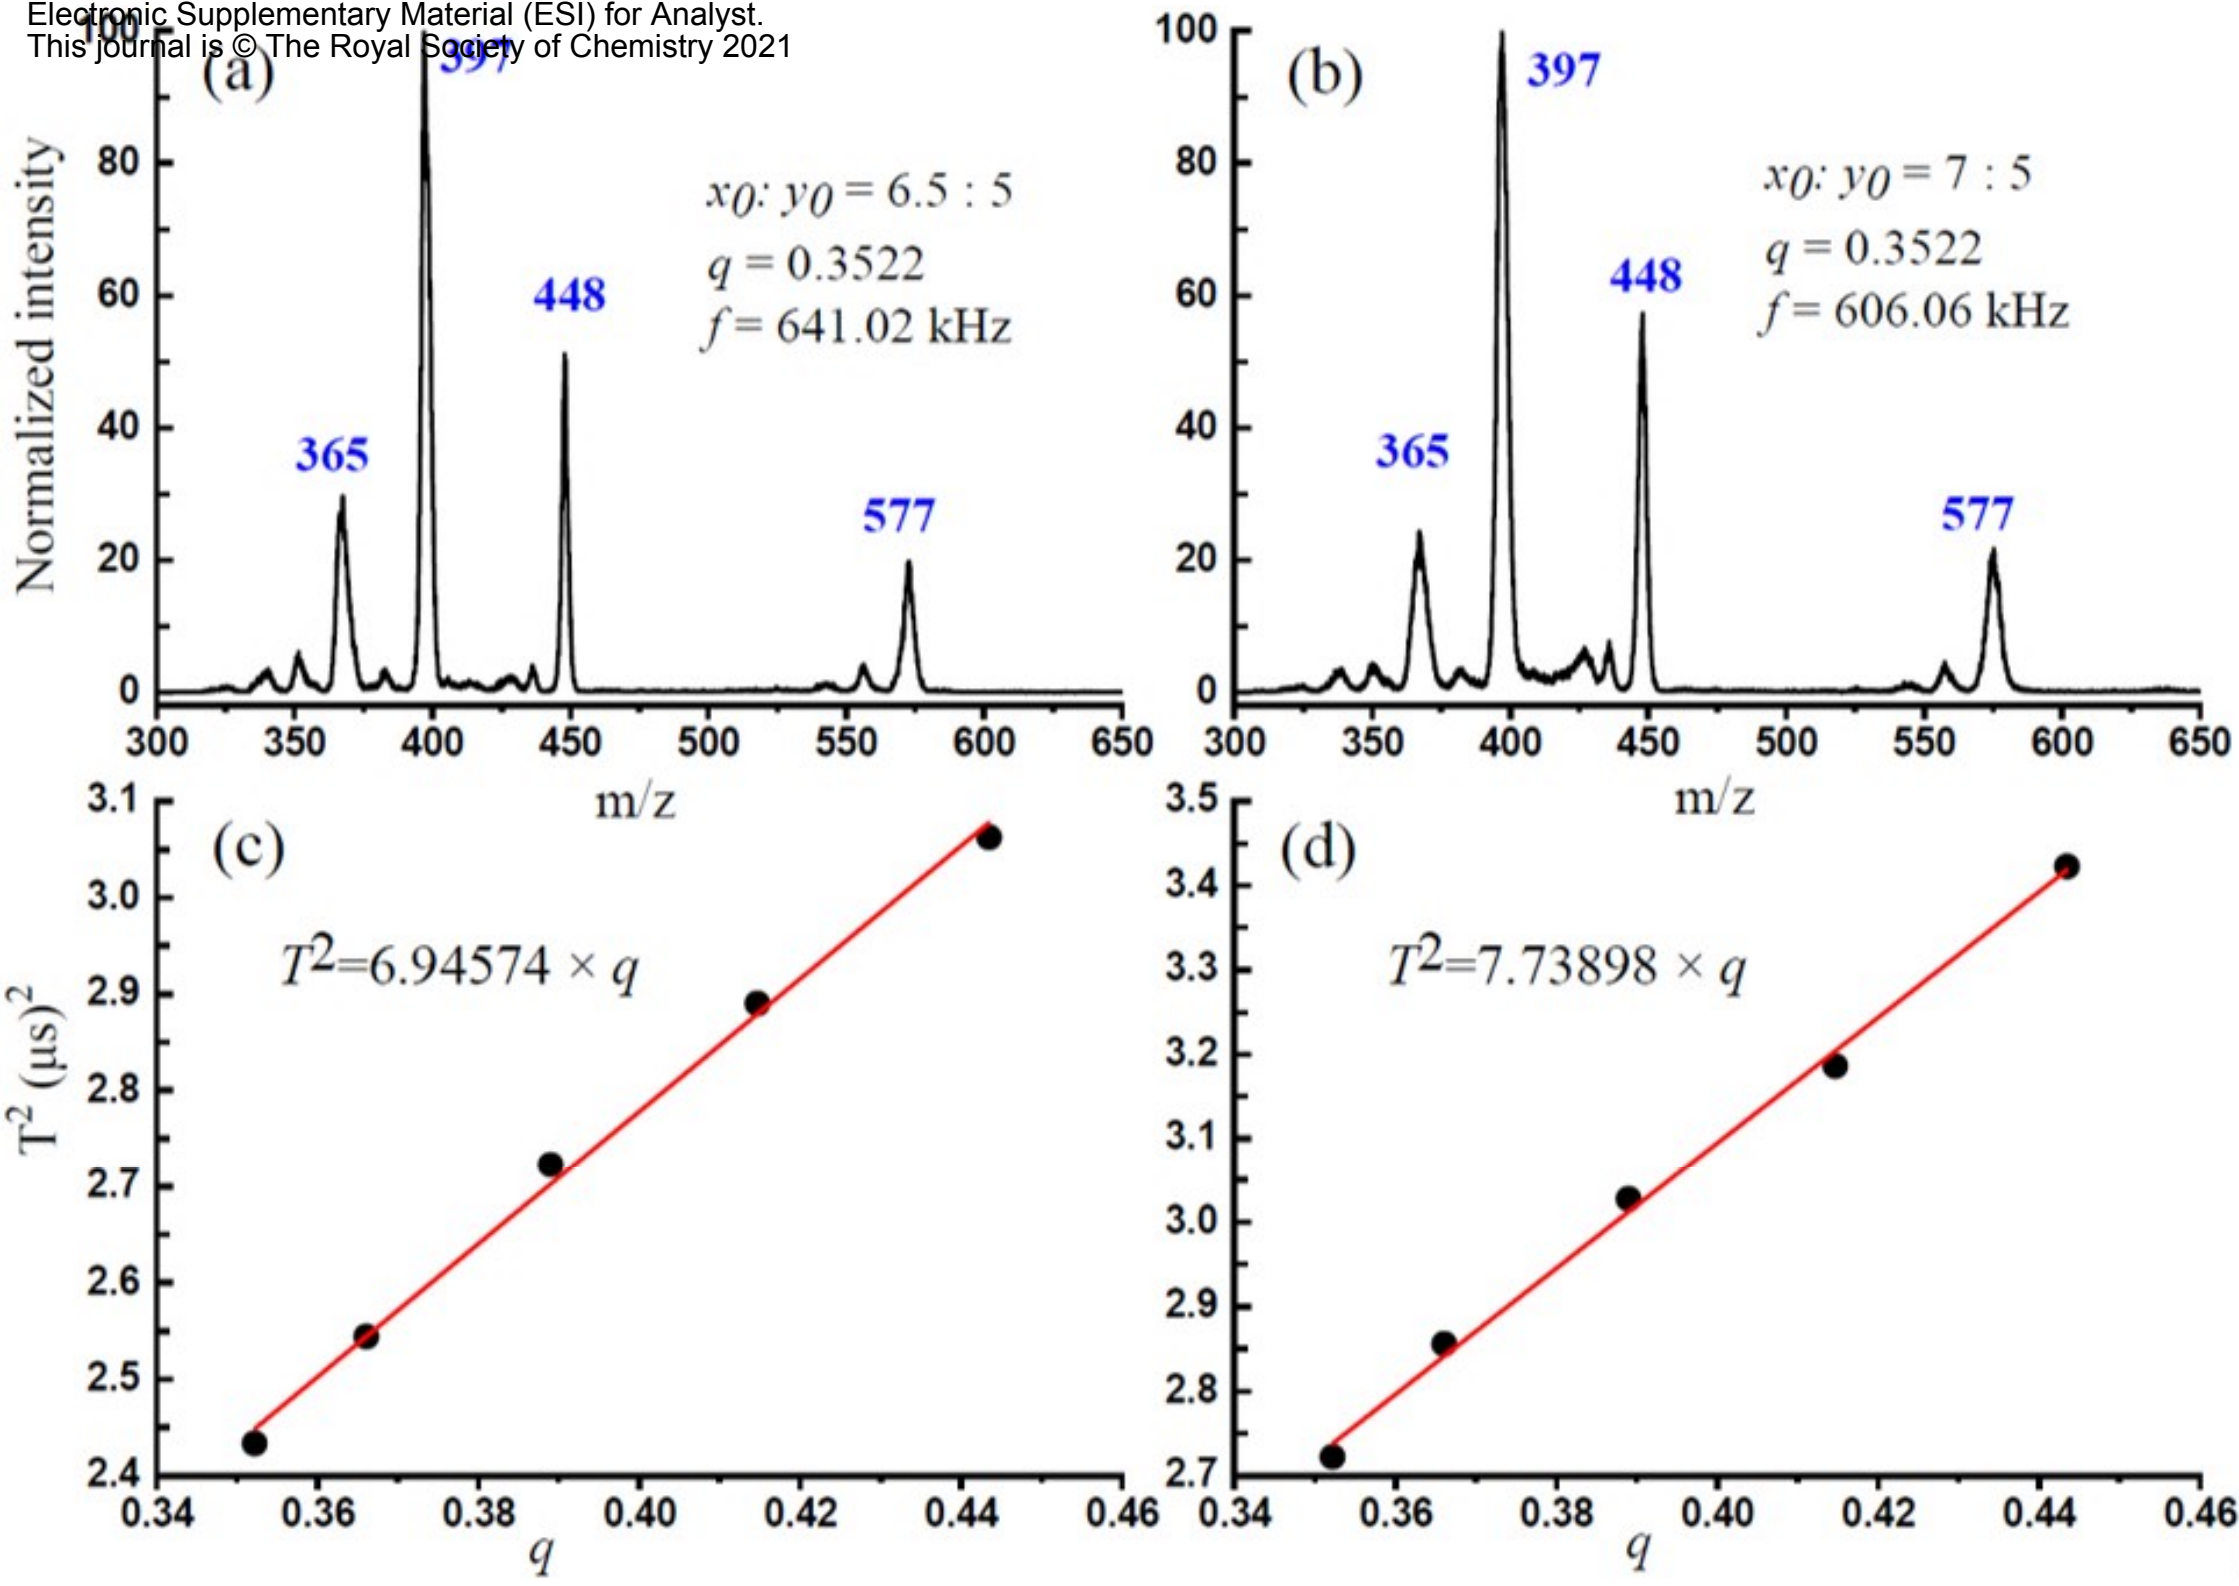 Electronic Supplementary Material (ESI) for Analyst.
This journal is © The Royal Society of Chemistry 2021
(a)
Normalized intensity
100
80
60
40
20
0
397
448
365
577
x0: y0 = 6.5 : 5
q = 0.3522
f = 641.02 kHz
300 350 400 450 500 550 600 650
m/z
(b)
100
80
60
40
20
0
397
448
365
577
x0: y0 = 7 : 5
q = 0.3522
f = 606.06 kHz
300 350 400 450 500 550 600 650
m/z
(c)
T² (μs)²
3.1
3.0
2.9
2.8
2.7
2.6
2.5
2.4
T²=6.94574 × q
0.34 0.36 0.38 0.40 0.42 0.44 0.46
q
(d)
3.5
3.4
3.3
3.2
3.1
3.0
2.9
2.8
2.7
T²=7.73898 × q
0.34 0.36 0.38 0.40 0.42 0.44 0.46
q